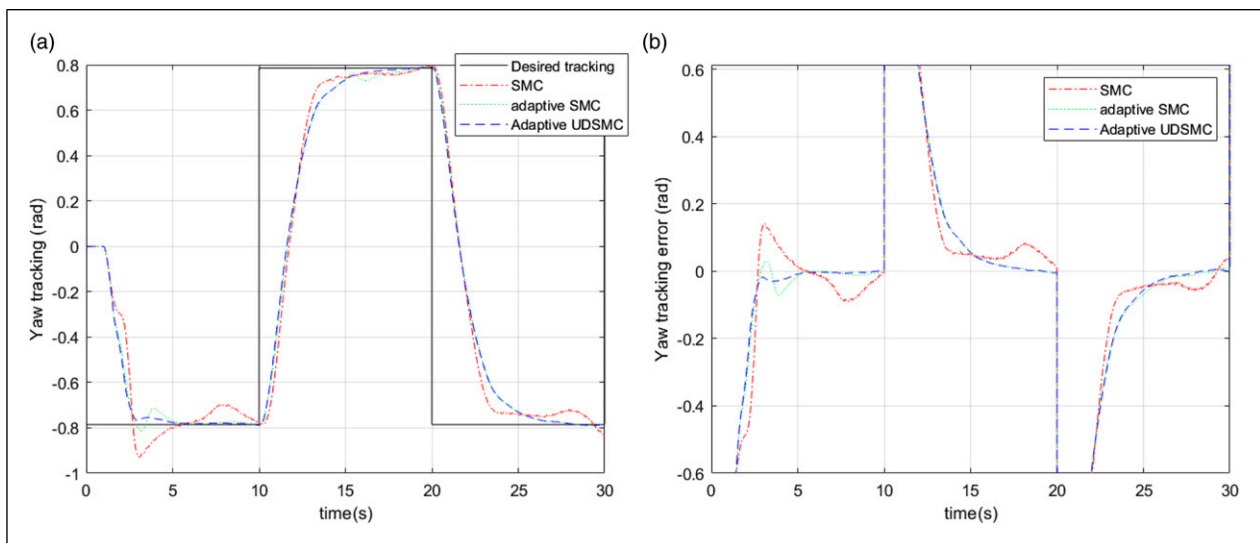 (a)
0.8
0.6
0.4
0.2
0
-0.2
-0.4
-0.6
-0.8
-1
Yaw tracking (rad)
0
5
10
15
20
25
30
time(s)
Desired tracking
SMC
adaptive SMC
Adaptive UDSMC
(b)
0.6
0.4
0.2
0
-0.2
-0.4
-0.6
Yaw tracking error (rad)
0
5
10
15
20
25
30
time(s)
SMC
adaptive SMC
Adaptive UDSMC